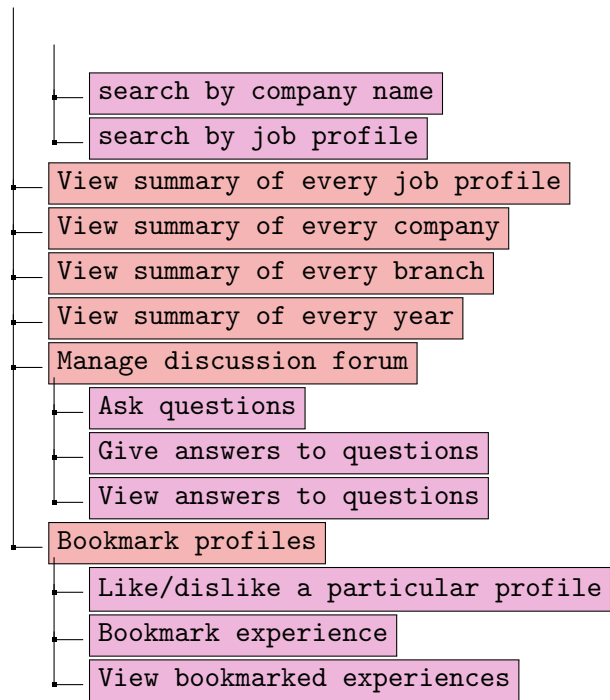 search by company name
search by job profile
View summary of every job profile
View summary of every company
View summary of every branch
View summary of every year
Manage discussion forum
Ask questions
Give answers to questions
View answers to questions
Bookmark profiles
Like/dislike a particular profile
Bookmark experience
View bookmarked experiences